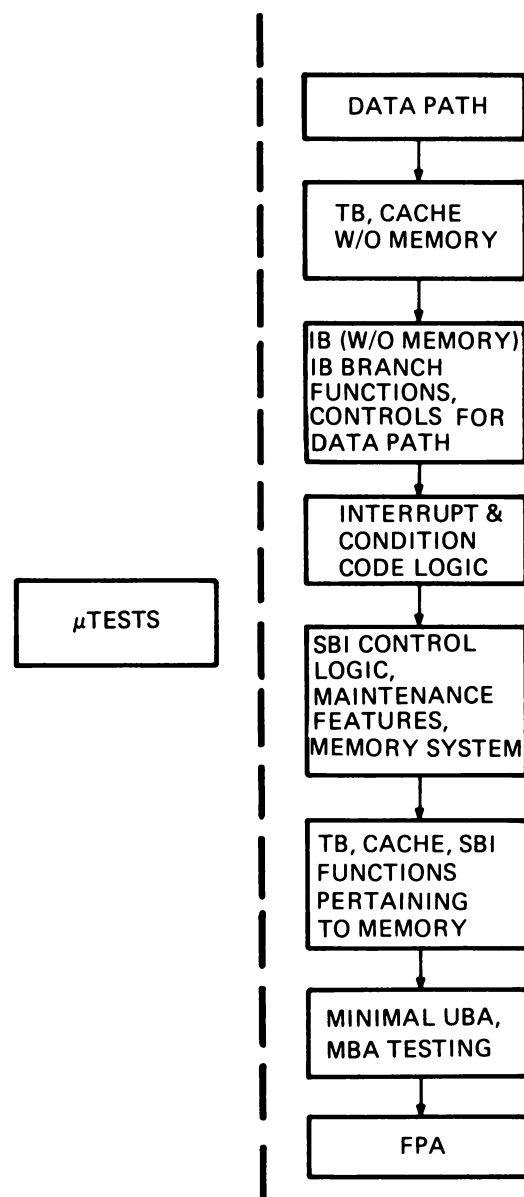 DATA PATH
TB, CACHE
W/O MEMORY
IB (W/O MEMORY)
IB BRANCH
FUNCTIONS,
CONTROLS FOR
DATA PATH
INTERRUPT &
CONDITION
CODE LOGIC
μTESTS
SBI CONTROL
LOGIC,
MAINTENANCE
FEATURES,
MEMORY SYSTEM
TB, CACHE, SBI
FUNCTIONS
PERTAINING
TO MEMORY
MINIMAL UBA,
MBA TESTING
FPA